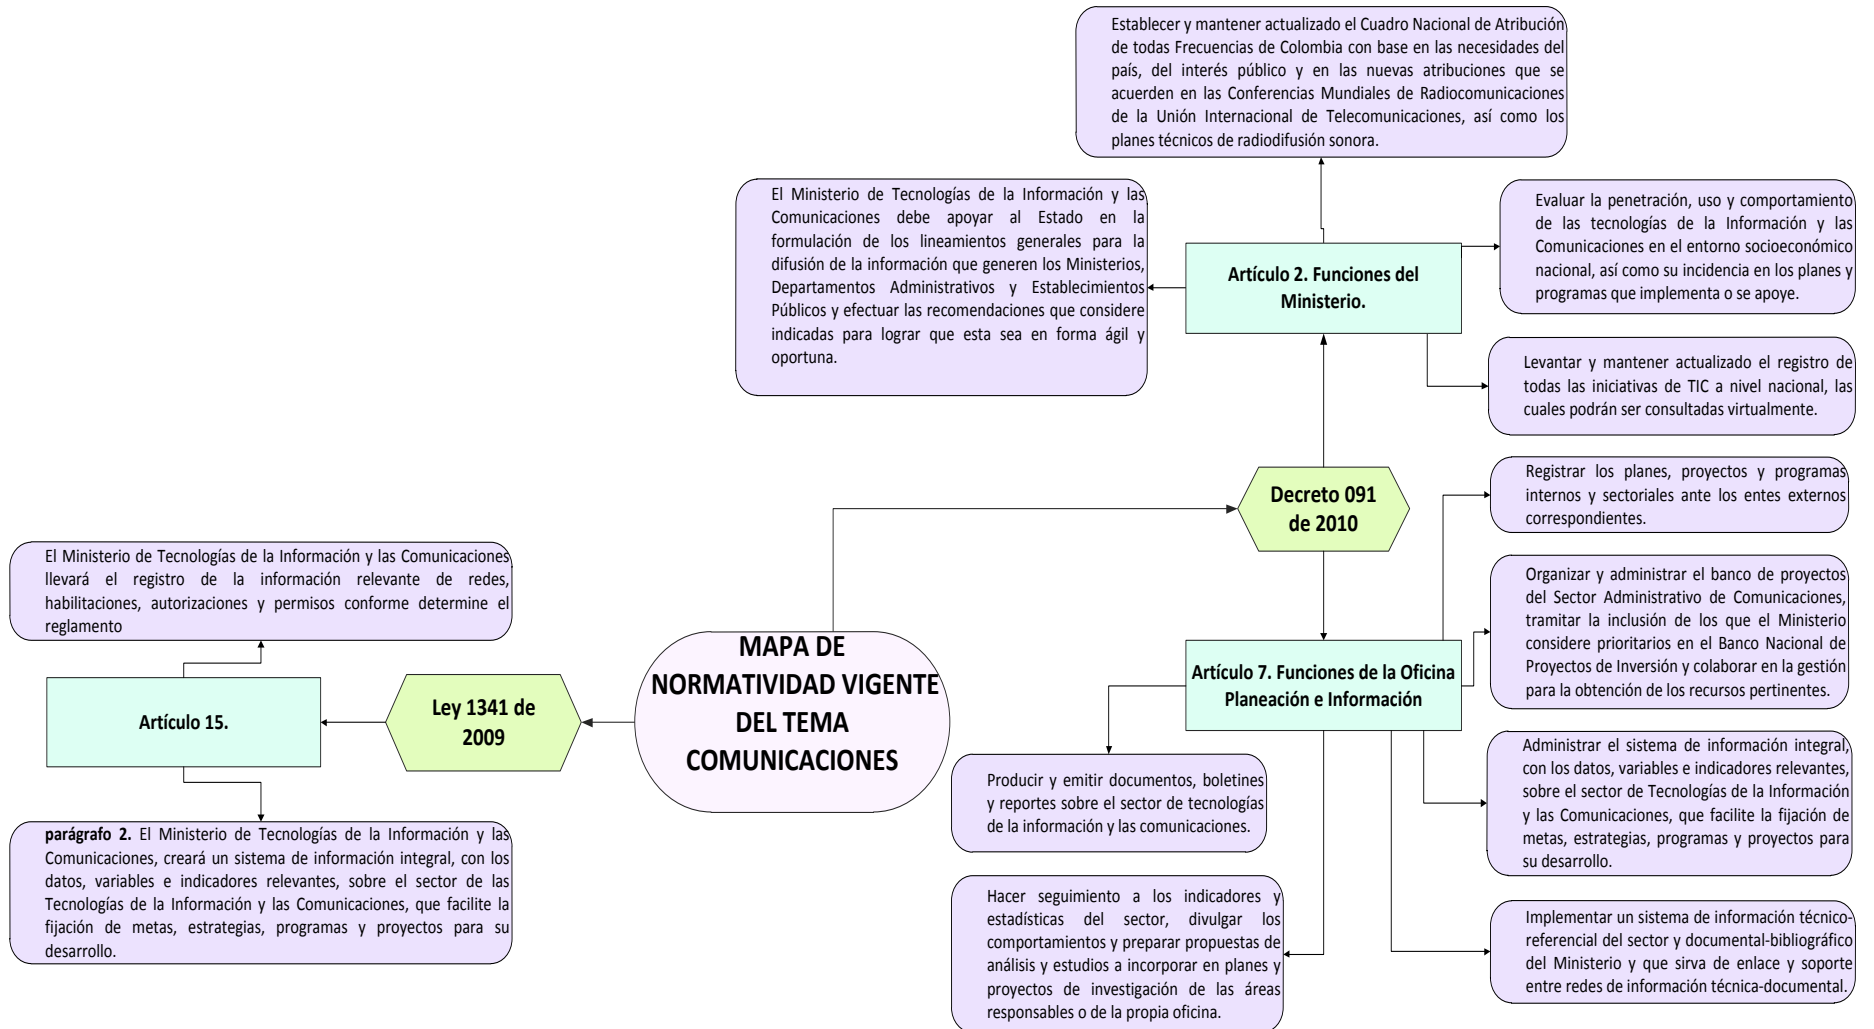 Establecer y mantener actualizado el Cuadro Nacional de Atribución
de todas Frecuencias de Colombia con base en las necesidades del
país, del interés público y en las nuevas atribuciones que se
acuerden en las Conferencias Mundiales de Radiocomunicaciones
de la Unión Internacional de Telecomunicaciones, así como los
planes técnicos de radiodifusión sonora.
El Ministerio de Tecnologías de la Información y las
Comunicaciones debe apoyar al Estado en la
formulación de los lineamientos generales para la
difusión de la información que generen los Ministerios,
Departamentos Administrativos y Establecimientos
Públicos y efectuar las recomendaciones que considere
indicadas para lograr que esta sea en forma ágil y
oportuna.
Artículo 2. Funciones del
Ministerio.
Evaluar la penetración, uso y comportamiento
de las tecnologías de la Información y las
Comunicaciones en el entorno socioeconómico
nacional, así como su incidencia en los planes y
programas que implementa o se apoye.
Levantar y mantener actualizado el registro de
todas las iniciativas de TIC a nivel nacional, las
cuales podrán ser consultadas virtualmente.
Decreto 091
de 2010
Registrar los planes, proyectos y programas
internos y sectoriales ante los entes externos
correspondientes.
El Ministerio de Tecnologías de la Información y las Comunicaciones
llevará el registro de la información relevante de redes,
habilitaciones, autorizaciones y permisos conforme determine el
reglamento
Artículo 15.
Ley 1341 de
2009
MAPA DE
NORMATIVIDAD VIGENTE
DEL TEMA
COMUNICACIONES
Artículo 7. Funciones de la Oficina
Planeación e Información
Organizar y administrar el banco de proyectos
del Sector Administrativo de Comunicaciones,
tramitar la inclusión de los que el Ministerio
considere prioritarios en el Banco Nacional de
Proyectos de Inversión y colaborar en la gestión
para la obtención de los recursos pertinentes.
Producir y emitir documentos, boletines
y reportes sobre el sector de tecnologías
de la información y las comunicaciones.
Administrar el sistema de información integral,
con los datos, variables e indicadores relevantes,
sobre el sector de Tecnologías de la Información
y las Comunicaciones, que facilite la fijación de
metas, estrategias, programas y proyectos para
su desarrollo.
parágrafo 2. El Ministerio de Tecnologías de la Información y las
Comunicaciones, creará un sistema de información integral, con los
datos, variables e indicadores relevantes, sobre el sector de las
Tecnologías de la Información y las Comunicaciones, que facilite la
fijación de metas, estrategias, programas y proyectos para su
desarrollo.
Hacer seguimiento a los indicadores y
estadísticas del sector, divulgar los
comportamientos y preparar propuestas de
análisis y estudios a incorporar en planes y
proyectos de investigación de las áreas
responsables o de la propia oficina.
Implementar un sistema de información técnico-
referencial del sector y documental-bibliográfico
del Ministerio y que sirva de enlace y soporte
entre redes de información técnica-documental.